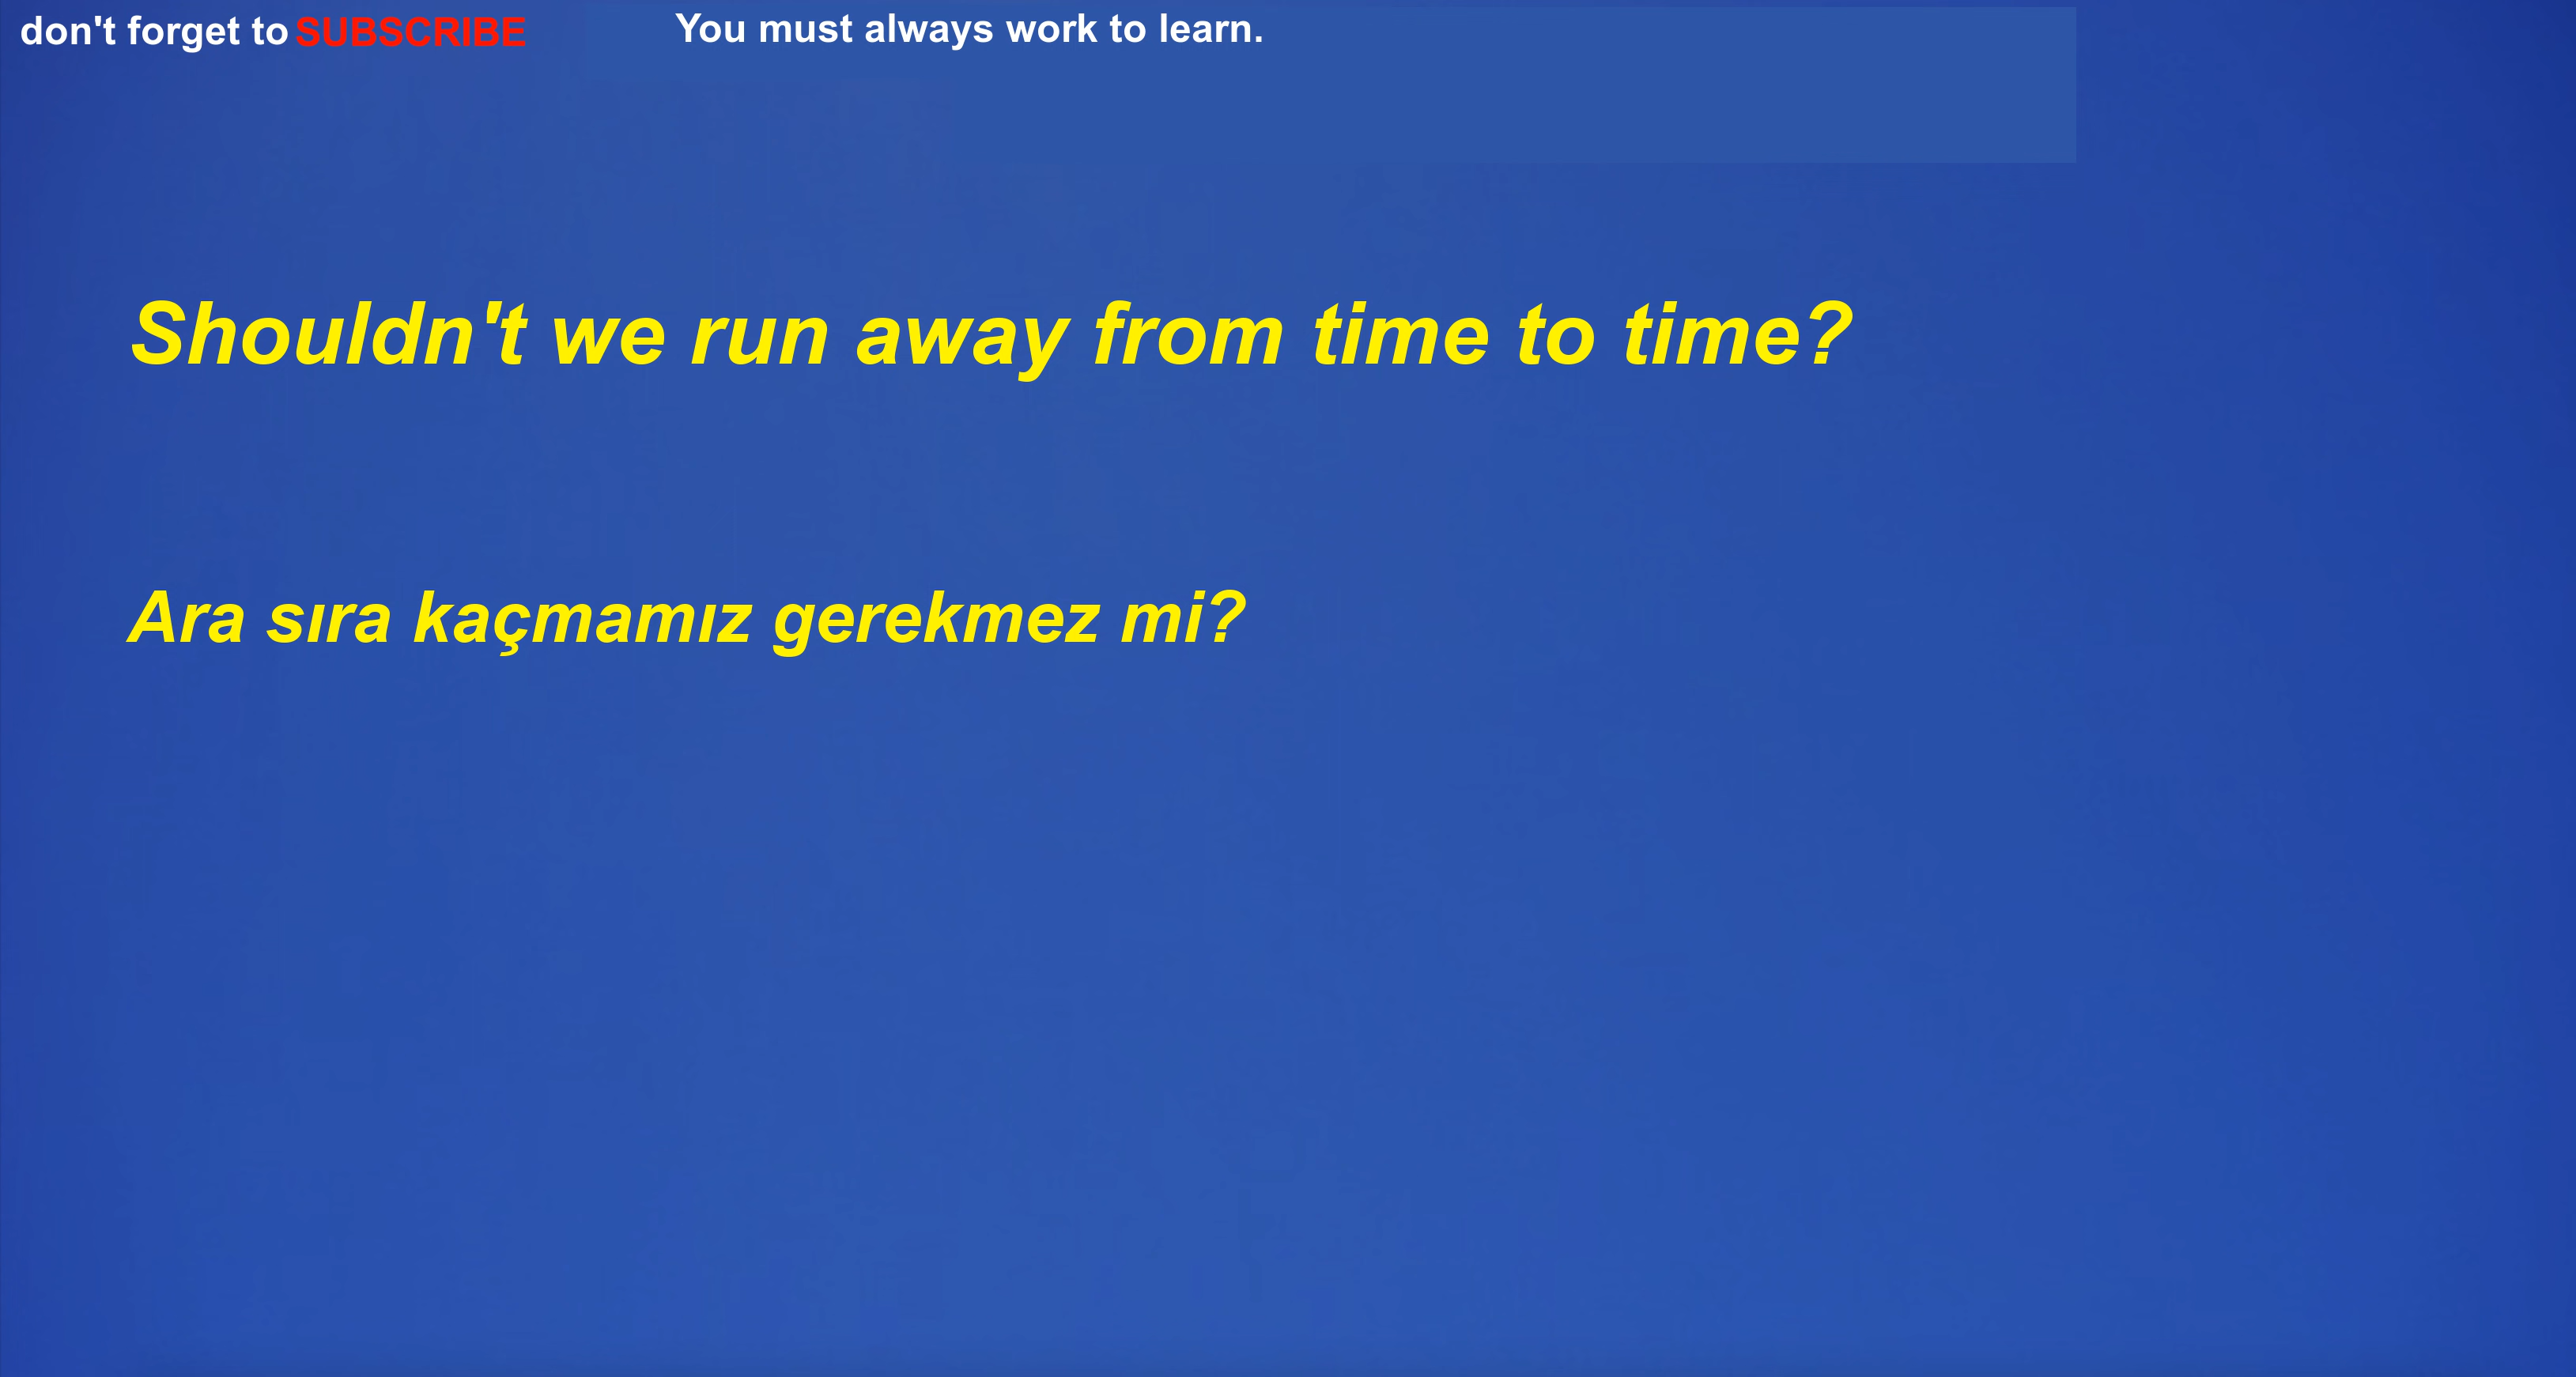 don't forget to SUBSCRIBE You must always work to learn.
Shouldn't we run away from time to time?
Ara sıra kaçmamız gerekmez mi?